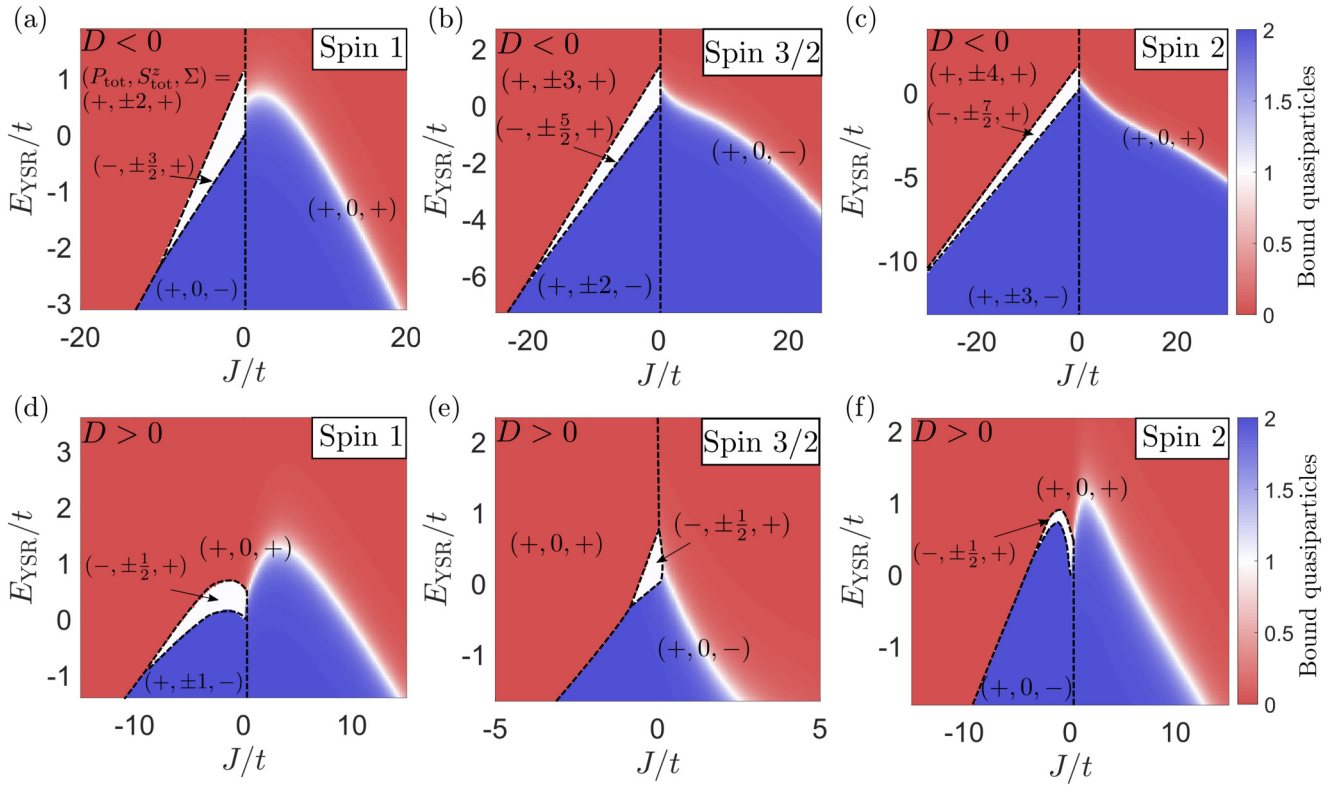 (a)
D < 0
Spin 1
(P_tot, S^z_tot, Σ) =
(+, ±2, +)
(−, ±3/2, +)
(+, 0, +)
(+, 0, −)
E_YSR/t
1
0
-1
-2
-3
-20
0
20
J/t
(b)
D < 0
Spin 3/2
(+, ±3, +)
(−, ±5/2, +)
(+, 0, −)
(+, ±2, −)
E_YSR/t
2
0
-2
-4
-6
-20
0
20
J/t
(c)
D < 0
Spin 2
(+, ±4, +)
(−, ±7/2, +)
(+, 0, +)
(+, ±3, −)
E_YSR/t
0
-5
-10
-20
0
20
J/t
2
1.5
1
0.5
0
Bound quasiparticles
(d)
D > 0
Spin 1
(+, 0, +)
(−, ±1/2, +)
(+, ±1, −)
E_YSR/t
3
2
1
0
-1
-10
0
10
J/t
(e)
D > 0
Spin 3/2
(−, ±1/2, +)
(+, 0, +)
(+, 0, −)
E_YSR/t
2
1
0
-1
-5
0
5
J/t
(f)
D > 0
Spin 2
(+, 0, +)
(−, ±1/2, +)
(+, 0, −)
E_YSR/t
2
1
0
-1
-10
0
10
J/t
2
1.5
1
0.5
0
Bound quasiparticles